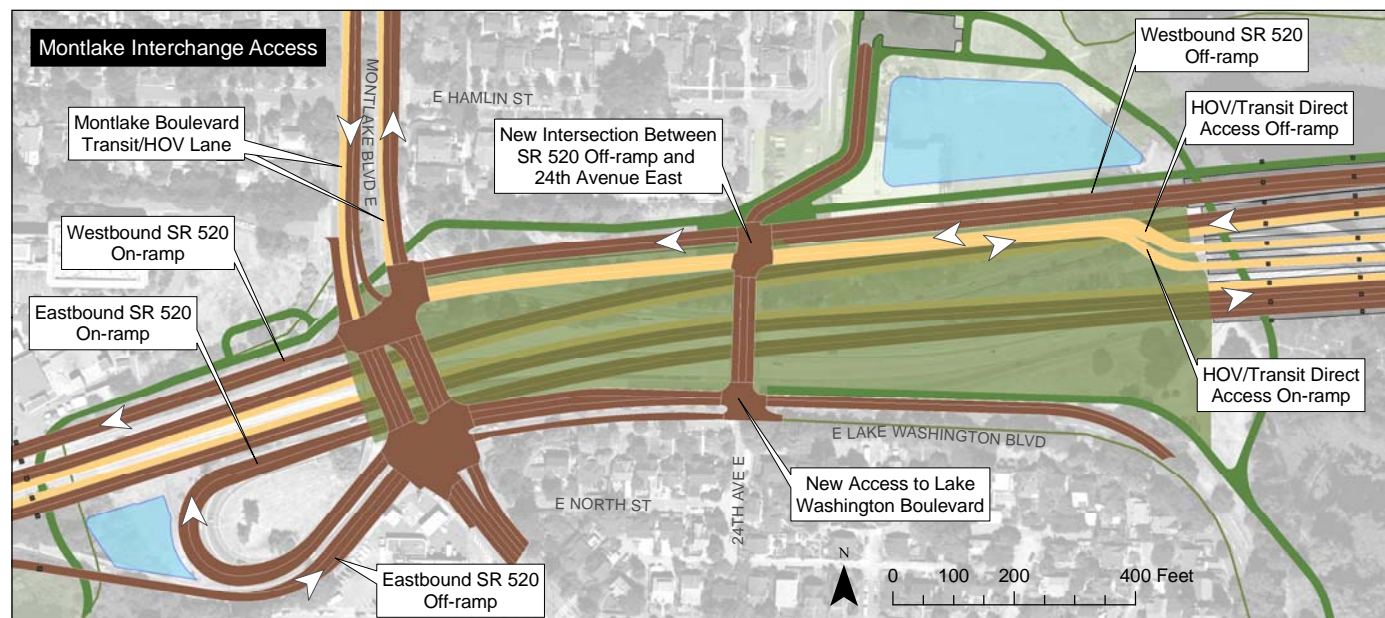 Montlake Interchange Access
Westbound SR 520
Off-ramp
MONTLAKE BLVD E
E HAMLIN ST
HOV/Transit Direct
Access Off-ramp
Montlake Boulevard
Transit/HOV Lane
New Intersection Between
SR 520 Off-ramp and
24th Avenue East
Westbound SR 520
On-ramp
Eastbound SR 520
On-ramp
HOV/Transit Direct
Access On-ramp
E LAKE WASHINGTON BLVD
New Access to Lake
Washington Boulevard
E NORTH ST
24TH AVE E
Eastbound SR 520
Off-ramp
N
0 100 200 400 Feet